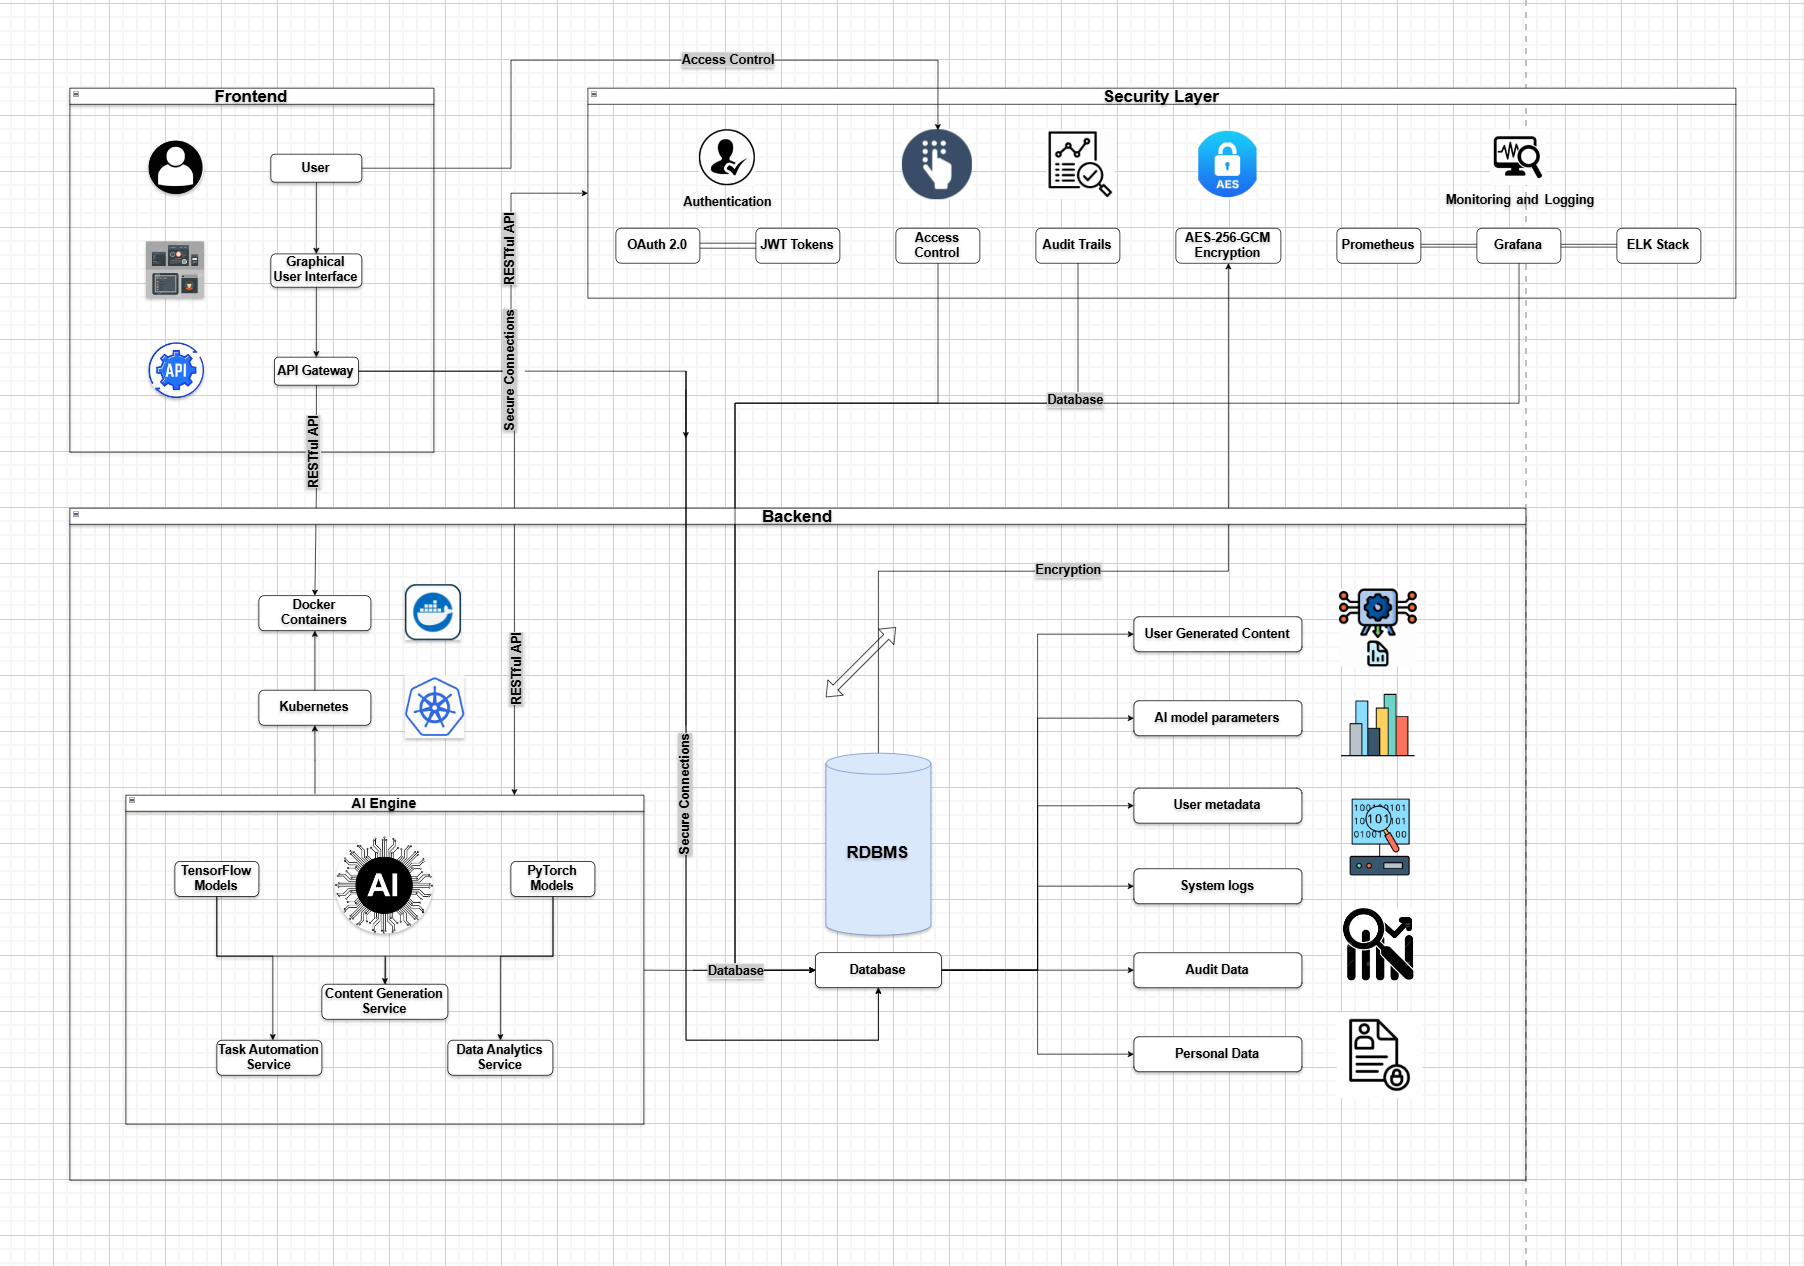 Access Control
Frontend
Security Layer
User
Authentication
AES
Monitoring and Logging
OAuth 2.0
JWT Tokens
Access
Control
Audit Trails
AES-256-GCM
Encryption
Prometheus
Grafana
ELK Stack
Graphical
User Interface
RESTful API
Secure Connections
API
API Gateway
RESTful API
Database
Backend
Encryption
Docker
Containers
Kubernetes
RESTful API
Secure Connections
User Generated Content
AI model parameters
User metadata
System logs
Audit Data
Personal Data
RDBMS
Database
Database
AI Engine
TensorFlow
Models
AI
PyTorch
Models
Content Generation
Service
Task Automation
Service
Data Analytics
Service
101